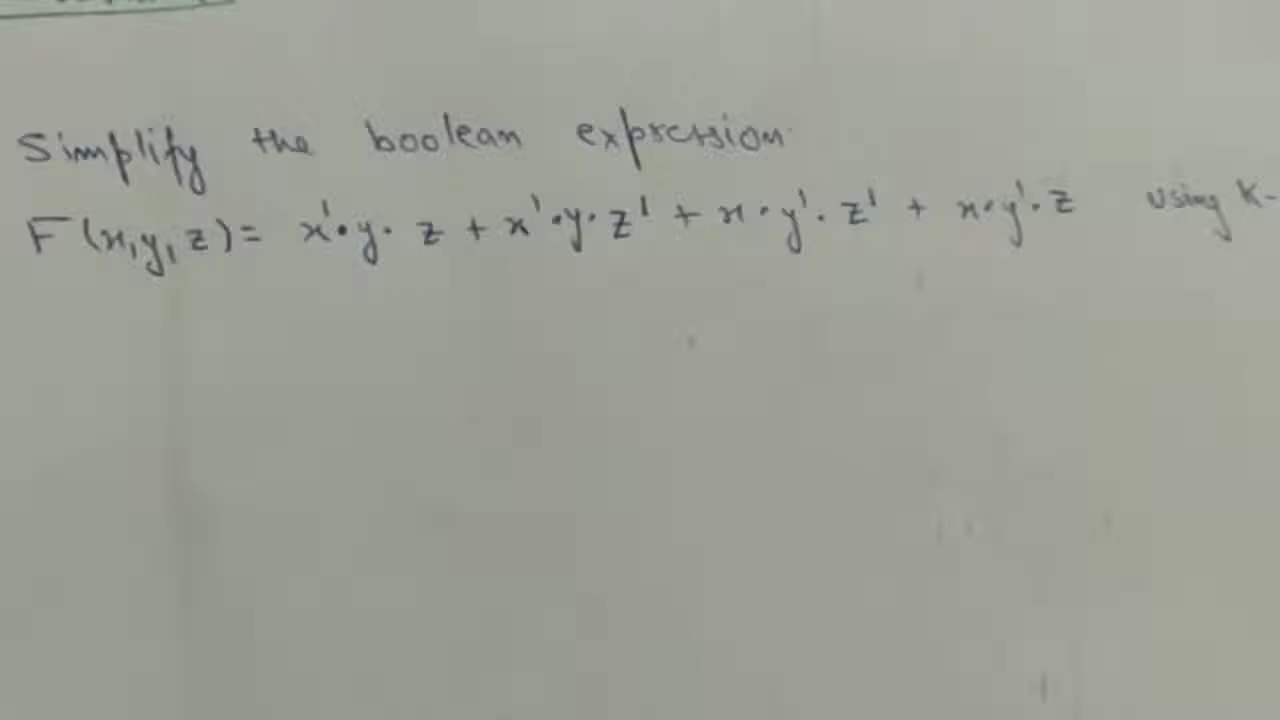 Simplify the boolean expression
F(x,y,z)= x'·y· z + x'·y·z' + x·y'·z' + x·y'·z using K-